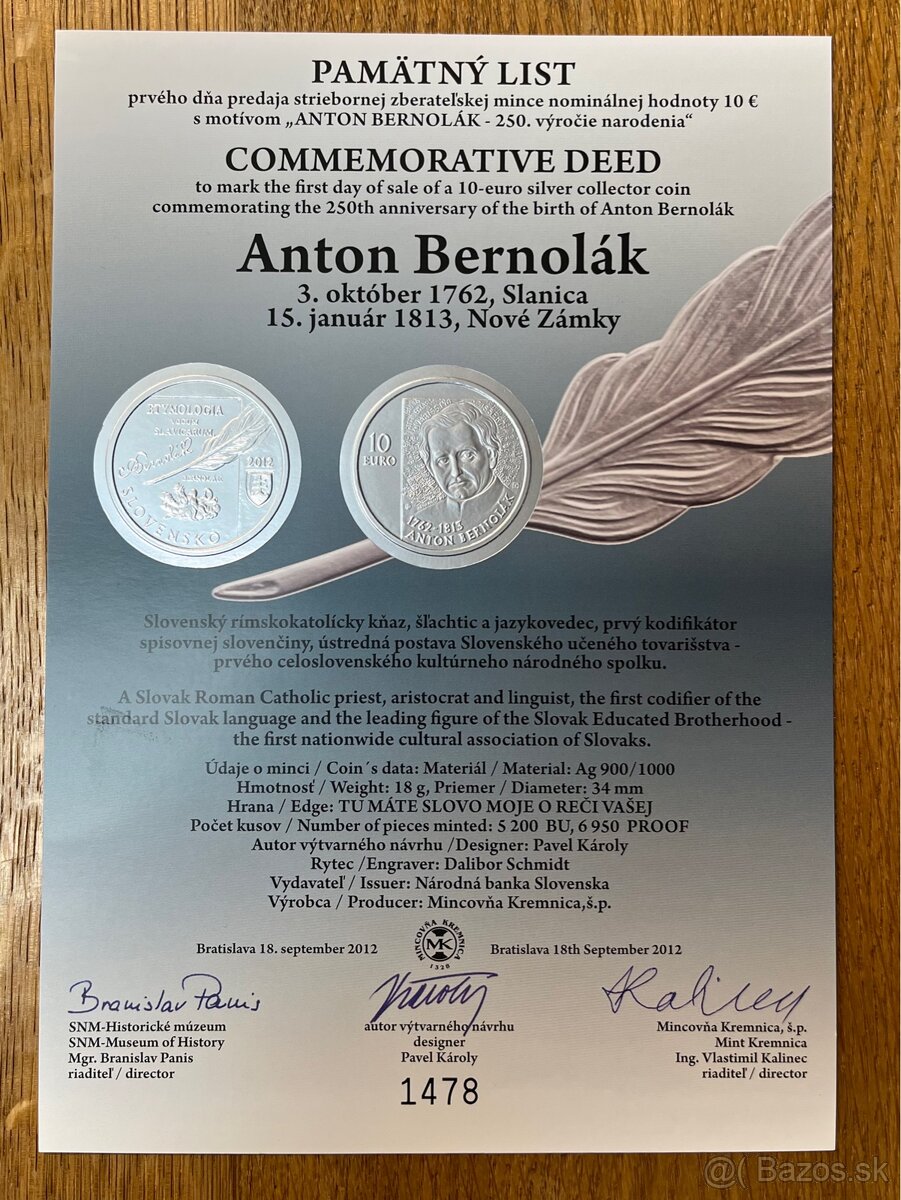 PAMÄTNÝ LIST
prvého dňa predaja striebornej zberateľskej mince nominálnej hodnoty 10 €
s motívom „ANTON BERNOLÁK - 250. výročie narodenia“
COMMEMORATIVE DEED
to mark the first day of sale of a 10-euro silver collector coin
commemorating the 250th anniversary of the birth of Anton Bernolák
Anton Bernolák
3. október 1762, Slanica
15. január 1813, Nové Zámky
ETYMOLOGIA
VOCUM
SLAVICARUM
Bernolák
2012
SLOVENSKO
10
EURO
1762-1813
ANTON BERNOLÁK
Slovenský rímskokatolícky kňaz, šľachtic a jazykovedec, prvý kodifikátor
spisovnej slovenčiny, ústredná postava Slovenského učeného tovarišstva -
prvého celoslovenského kultúrneho národného spolku.
A Slovak Roman Catholic priest, aristocrat and linguist, the first codifier of the
standard Slovak language and the leading figure of the Slovak Educated Brotherhood -
the first nationwide cultural association of Slovaks.
Údaje o minci / Coin´s data: Materiál / Material: Ag 900/1000
Hmotnosť / Weight: 18 g, Priemer / Diameter: 34 mm
Hrana / Edge: TU MÁTE SLOVO MOJE O REČI VAŠEJ
Počet kusov / Number of pieces minted: 5 200 BU, 6 950 PROOF
Autor výtvarného návrhu /Designer: Pavel Károly
Rytec /Engraver: Dalibor Schmidt
Vydavateľ / Issuer: Národná banka Slovenska
Výrobca / Producer: Mincovňa Kremnica,š.p.
Bratislava 18. september 2012
MINCOVŇA KREMNICA
MK
1328
Bratislava 18th September 2012
Branislav Panis
Károly
Kalinec
SNM-Historické múzeum
SNM-Museum of History
Mgr. Branislav Panis
riaditeľ / director
autor výtvarného návrhu
designer
Pavel Károly
Mincovňa Kremnica, š.p.
Mint Kremnica
Ing. Vlastimil Kalinec
riaditeľ / director
1478
@( Bazos.sk